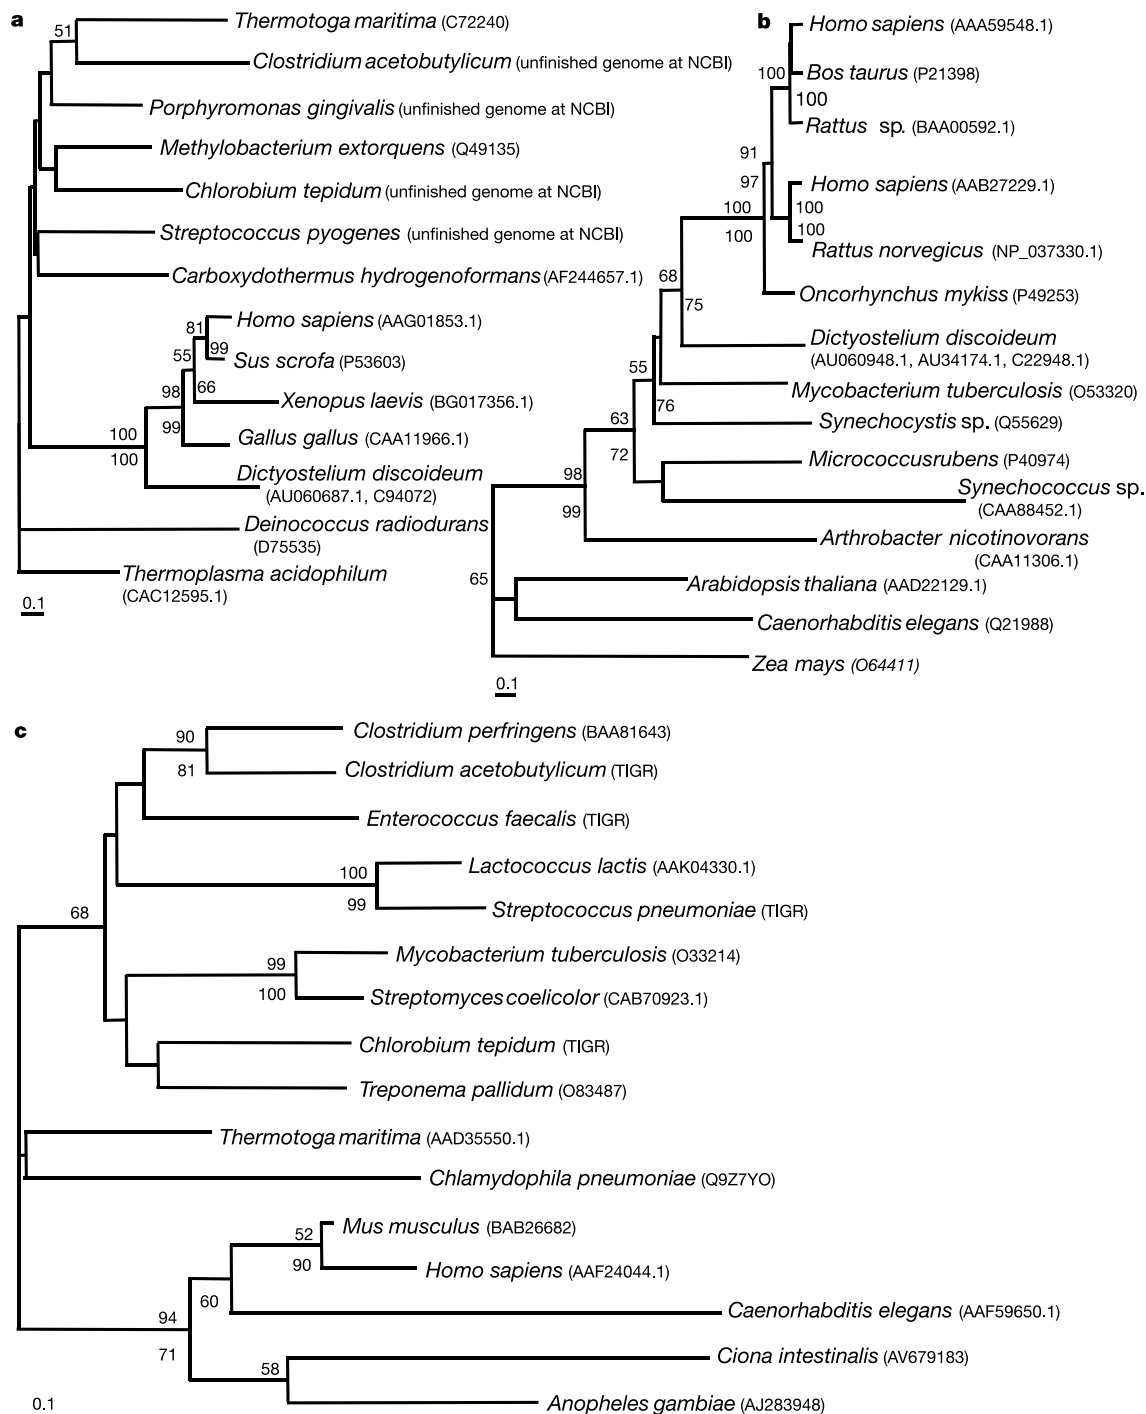 a
51
Thermotoga maritima (C72240)
Clostridium acetobutylicum (unfinished genome at NCBI)
Porphyromonas gingivalis (unfinished genome at NCBI)
Methylobacterium extorquens (Q49135)
Chlorobium tepidum (unfinished genome at NCBI)
Streptococcus pyogenes (unfinished genome at NCBI)
Carboxydothermus hydrogenoformans (AF244657.1)
81
Homo sapiens (AAG01853.1)
99
55
Sus scrofa (P53603)
66
98
Xenopus laevis (BG017356.1)
99
100
Gallus gallus (CAA11966.1)
100
Dictyostelium discoideum
(AU060687.1, C94072)
Deinococcus radiodurans
(D75535)
Thermoplasma acidophilum
(CAC12595.1)
0.1
b
Homo sapiens (AAA59548.1)
100
Bos taurus (P21398)
100
Rattus sp. (BAA00592.1)
91
97
Homo sapiens (AAB27229.1)
100
100
100
100
Rattus norvegicus (NP_037330.1)
68
Oncorhynchus mykiss (P49253)
75
Dictyostelium discoideum
(AU060948.1, AU34174.1, C22948.1)
55
Mycobacterium tuberculosis (O53320)
76
63
Synechocystis sp. (Q55629)
72
Micrococcusrubens (P40974)
98
Synechococcus sp.
(CAA88452.1)
99
Arthrobacter nicotinovorans
(CAA11306.1)
65
Arabidopsis thaliana (AAD22129.1)
Caenorhabditis elegans (Q21988)
Zea mays (O64411)
0.1
c
90
Clostridium perfringens (BAA81643)
81
Clostridium acetobutylicum (TIGR)
Enterococcus faecalis (TIGR)
100
Lactococcus lactis (AAK04330.1)
99
Streptococcus pneumoniae (TIGR)
68
99
Mycobacterium tuberculosis (O33214)
100
Streptomyces coelicolor (CAB70923.1)
Chlorobium tepidum (TIGR)
Treponema pallidum (O83487)
Thermotoga maritima (AAD35550.1)
Chlamydophila pneumoniae (Q9Z7YO)
52
Mus musculus (BAB26682)
90
Homo sapiens (AAF24044.1)
60
Caenorhabditis elegans (AAF59650.1)
94
71
58
Ciona intestinalis (AV679183)
Anopheles gambiae (AJ283948)
0.1